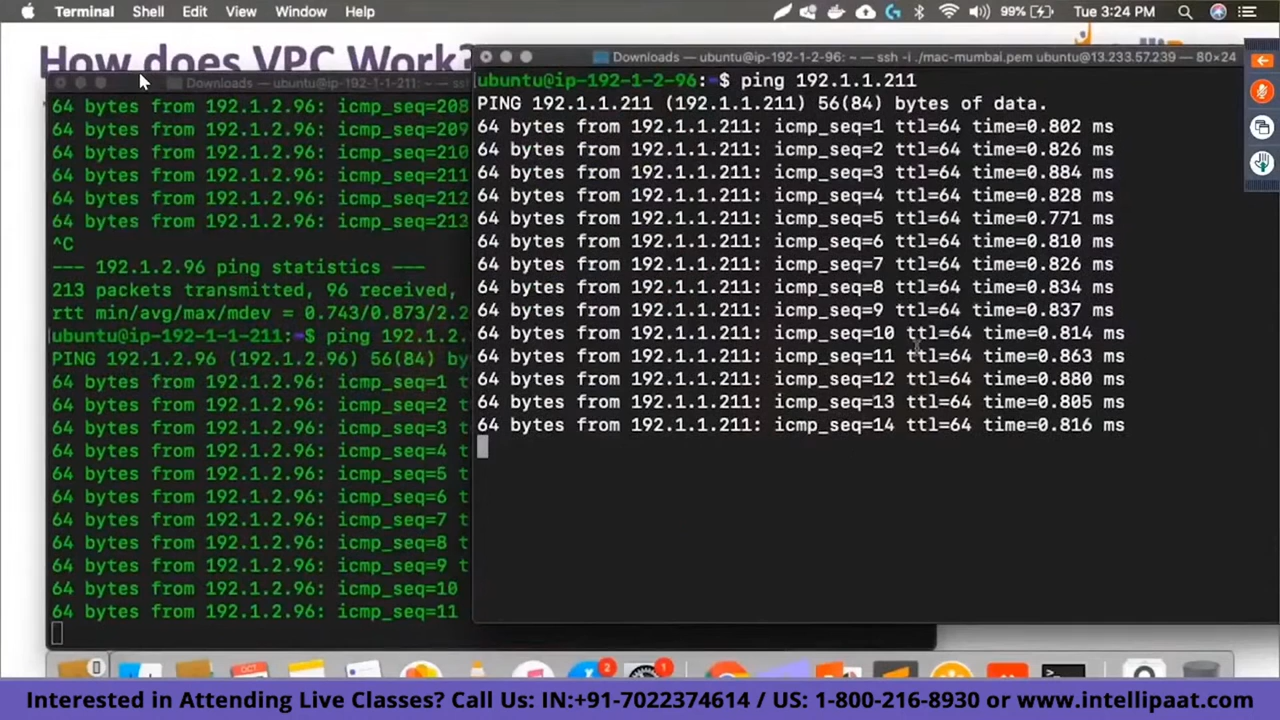 Terminal Shell Edit View Window Help 99% Tue 3:24 PM
How does VPC Work?
Downloads — ubuntu@ip-192-1-1-211: ~ — ss
64 bytes from 192.1.2.96: icmp_seq=208
64 bytes from 192.1.2.96: icmp_seq=209
64 bytes from 192.1.2.96: icmp_seq=210
64 bytes from 192.1.2.96: icmp_seq=211
64 bytes from 192.1.2.96: icmp_seq=212
64 bytes from 192.1.2.96: icmp_seq=213
^C
--- 192.1.2.96 ping statistics ---
213 packets transmitted, 96 received,
rtt min/avg/max/mdev = 0.743/0.873/2.2
ubuntu@ip-192-1-1-211:~$ ping 192.1.2.
PING 192.1.2.96 (192.1.2.96) 56(84) by
64 bytes from 192.1.2.96: icmp_seq=1 t
64 bytes from 192.1.2.96: icmp_seq=2 t
64 bytes from 192.1.2.96: icmp_seq=3 t
64 bytes from 192.1.2.96: icmp_seq=4 t
64 bytes from 192.1.2.96: icmp_seq=5 t
64 bytes from 192.1.2.96: icmp_seq=6 t
64 bytes from 192.1.2.96: icmp_seq=7 t
64 bytes from 192.1.2.96: icmp_seq=8 t
64 bytes from 192.1.2.96: icmp_seq=9 t
64 bytes from 192.1.2.96: icmp_seq=10
64 bytes from 192.1.2.96: icmp_seq=11
Downloads — ubuntu@ip-192-1-2-96: ~ — ssh -i ./mac-mumbai.pem ubuntu@13.233.57.239 — 80×24
ubuntu@ip-192-1-2-96:~$ ping 192.1.1.211
PING 192.1.1.211 (192.1.1.211) 56(84) bytes of data.
64 bytes from 192.1.1.211: icmp_seq=1 ttl=64 time=0.802 ms
64 bytes from 192.1.1.211: icmp_seq=2 ttl=64 time=0.826 ms
64 bytes from 192.1.1.211: icmp_seq=3 ttl=64 time=0.884 ms
64 bytes from 192.1.1.211: icmp_seq=4 ttl=64 time=0.828 ms
64 bytes from 192.1.1.211: icmp_seq=5 ttl=64 time=0.771 ms
64 bytes from 192.1.1.211: icmp_seq=6 ttl=64 time=0.810 ms
64 bytes from 192.1.1.211: icmp_seq=7 ttl=64 time=0.826 ms
64 bytes from 192.1.1.211: icmp_seq=8 ttl=64 time=0.834 ms
64 bytes from 192.1.1.211: icmp_seq=9 ttl=64 time=0.837 ms
64 bytes from 192.1.1.211: icmp_seq=10 ttl=64 time=0.814 ms
64 bytes from 192.1.1.211: icmp_seq=11 ttl=64 time=0.863 ms
64 bytes from 192.1.1.211: icmp_seq=12 ttl=64 time=0.880 ms
64 bytes from 192.1.1.211: icmp_seq=13 ttl=64 time=0.805 ms
64 bytes from 192.1.1.211: icmp_seq=14 ttl=64 time=0.816 ms
OCT
2
1
Interested in Attending Live Classes? Call Us: IN:+91-7022374614 / US: 1-800-216-8930 or www.intellipaat.com